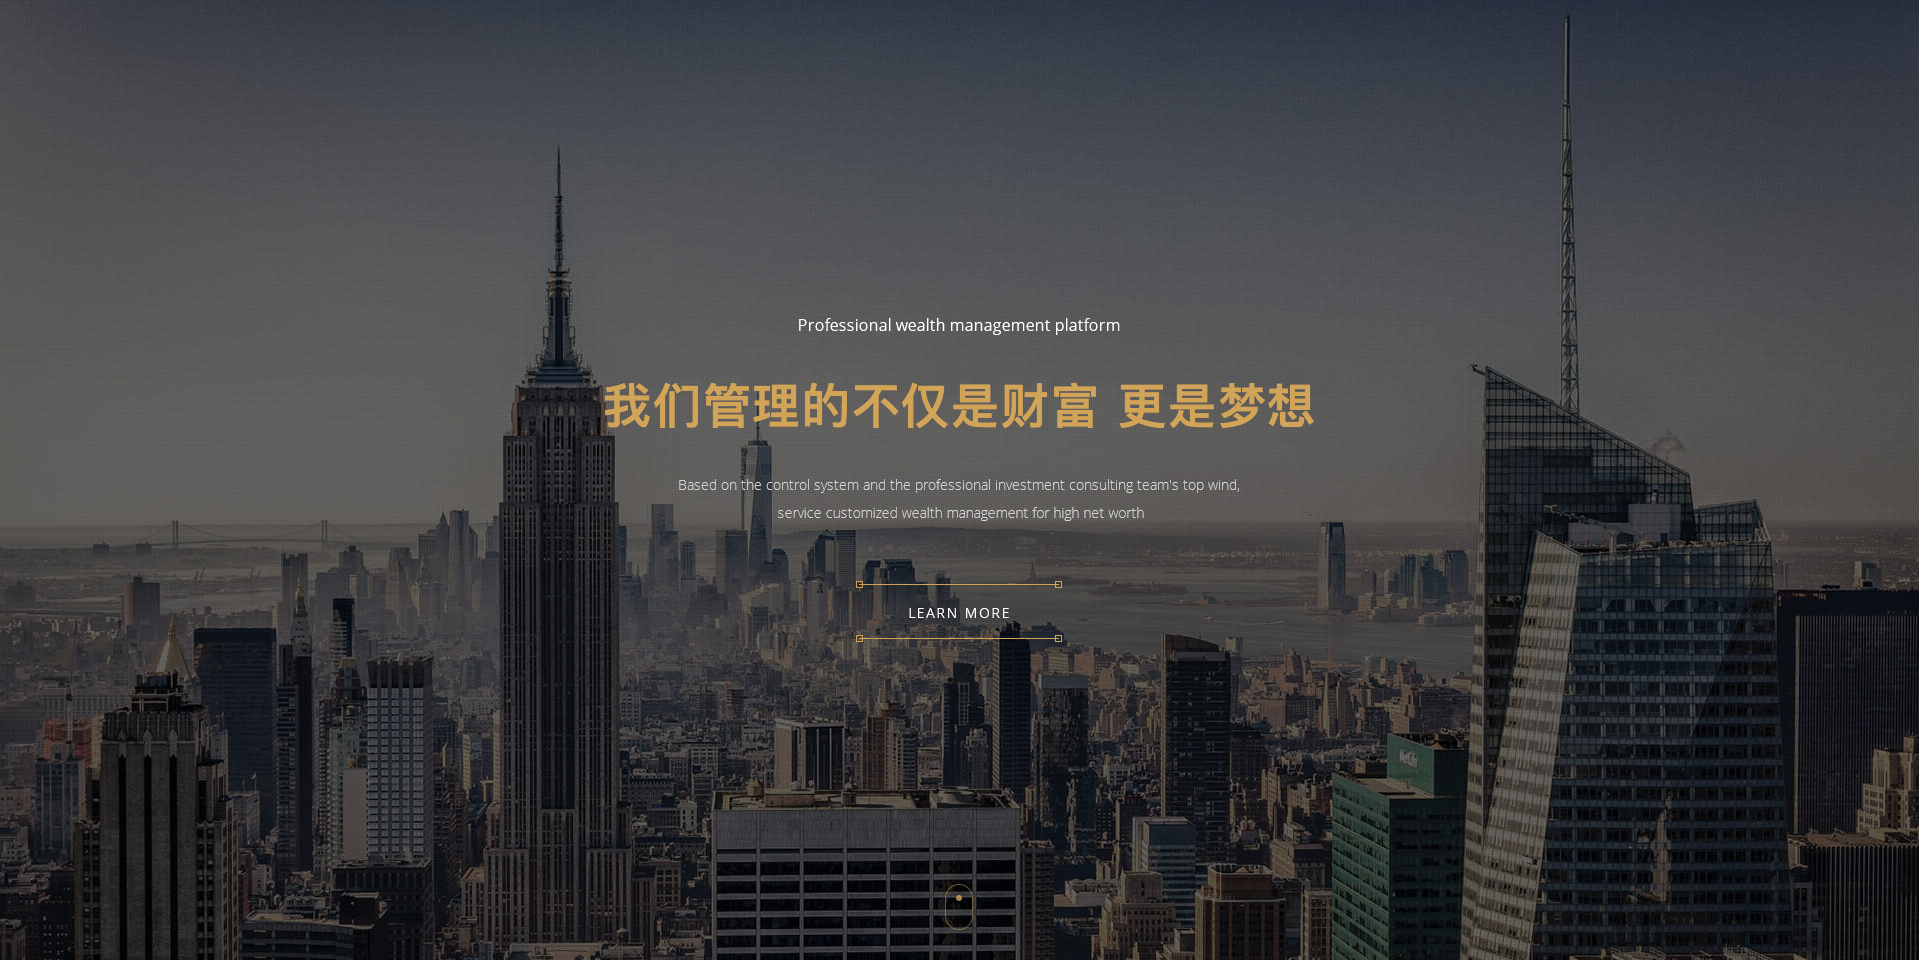 Professional wealth management platform
我们管理的不仅是财富 更是梦想
Based on the control system and the professional investment consulting team's top wind,
service customized wealth management for high net worth
LEARN MORE
MetLife